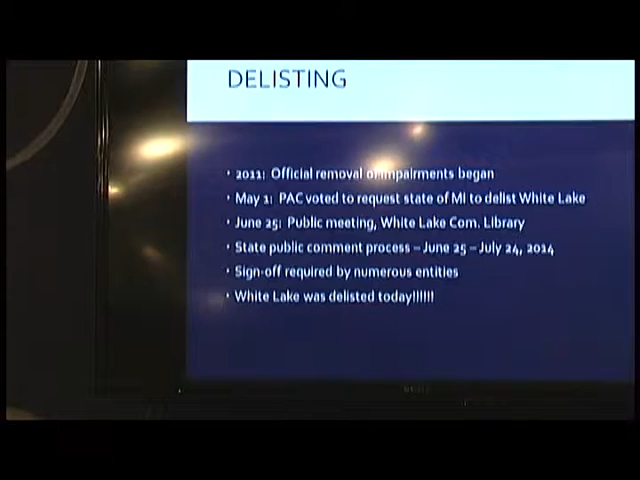 DELISTING
• 2011: Official removal of impairments began
• May 1: PAC voted to request state of MI to delist White Lake
• June 25: Public meeting, White Lake Com. Library
• State public comment process – June 25 – July 24, 2014
• Sign-off required by numerous entities
• White Lake was delisted today!!!!!!